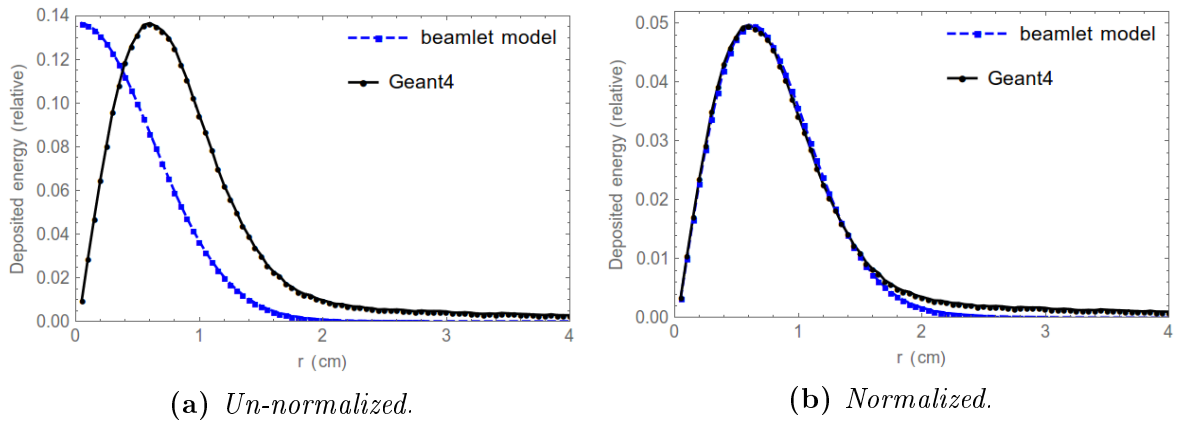 0.14
0.12
0.10
0.08
0.06
0.04
0.02
0.00
Deposited energy (relative)
beamlet model
Geant4
0
1
2
3
4
r (cm)
(a) Un-normalized.
0.05
0.04
0.03
0.02
0.01
0.00
Deposited energy (relative)
beamlet model
Geant4
0
1
2
3
4
r (cm)
(b) Normalized.